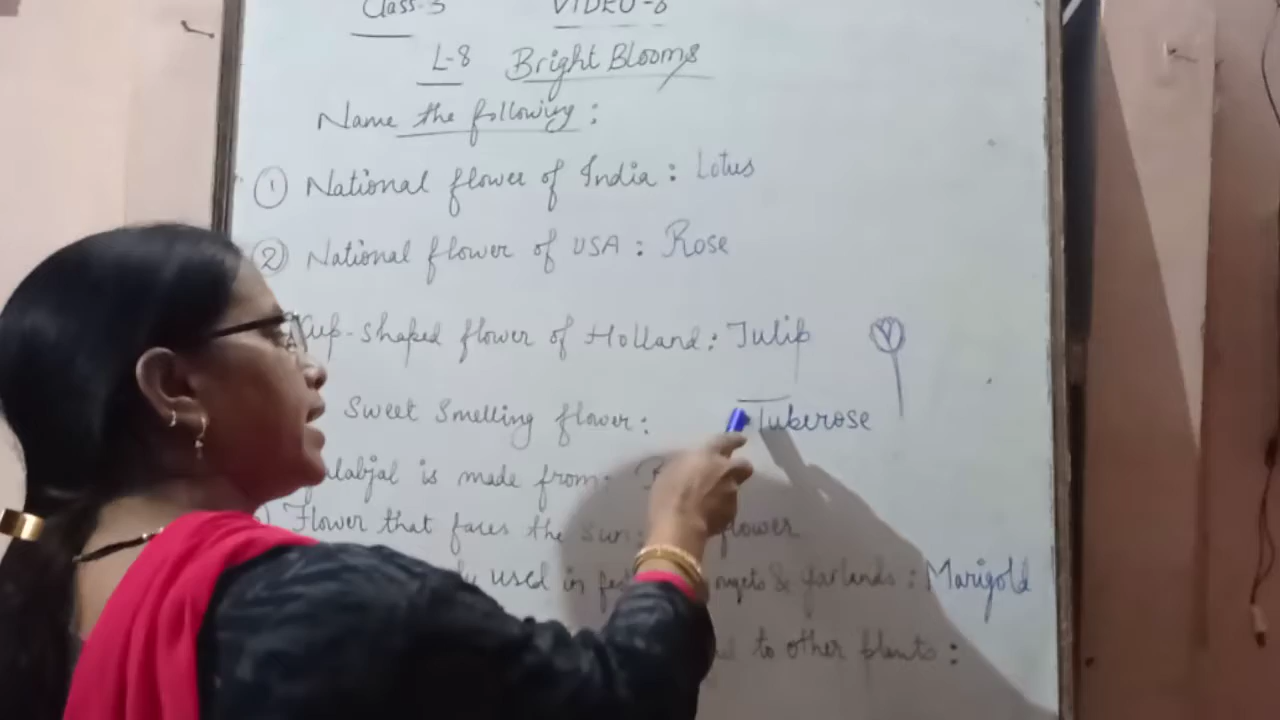 Class-3 VIDEO-8
L-8 Bright Blooms
Name the following:
① National flower of India: Lotus
② National flower of USA: Rose
Cup-shaped flower of Holland: Tulip
Sweet Smelling flower: Tuberose
is made from:
Flower that faces the sun:
used in & garlands: Marigold
to other plants: